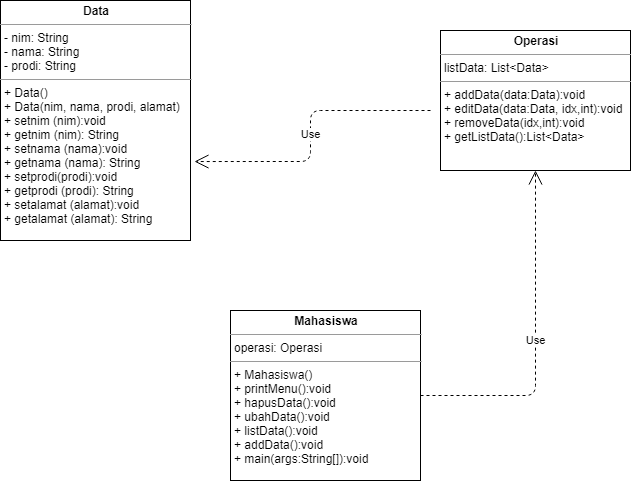 Data
- nim: String
- nama: String
- prodi: String
+ Data()
+ Data(nim, nama, prodi, alamat)
+ setnim (nim):void
+ getnim (nim): String
+ setnama (nama):void
+ getnama (nama): String
+ setprodi(prodi):void
+ getprodi (prodi): String
+ setalamat (alamat):void
+ getalamat (alamat): String
Use
Operasi
listData: List<Data>
+ addData(data:Data):void
+ editData(data:Data, idx,int):void
+ removeData(idx,int):void
+ getListData():List<Data>
Use
Mahasiswa
operasi: Operasi
+ Mahasiswa()
+ printMenu():void
+ hapusData():void
+ ubahData():void
+ listData():void
+ addData():void
+ main(args:String[]):void